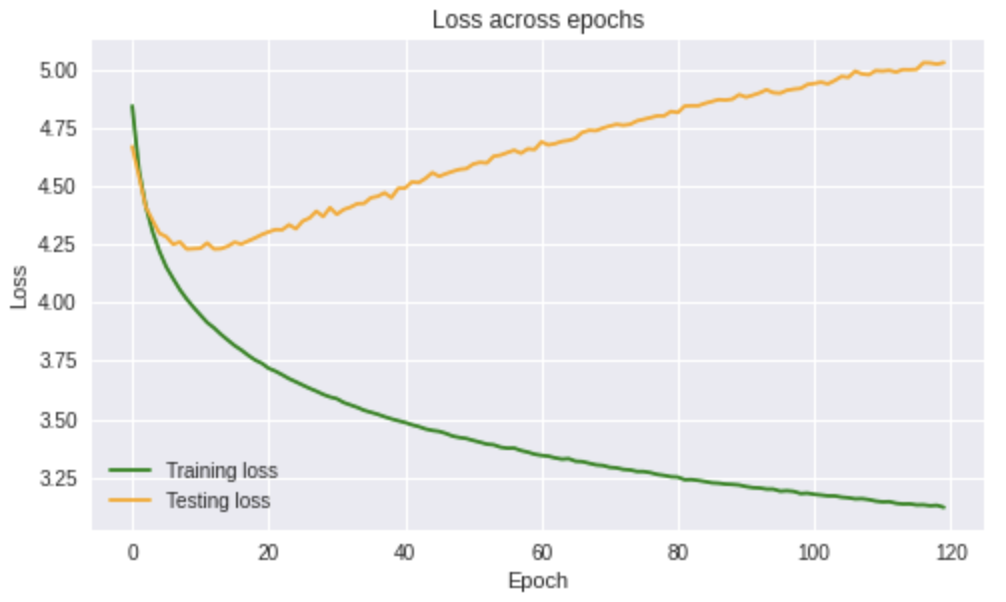 Loss across epochs
5.00
4.75
4.50
4.25
4.00
3.75
3.50
3.25
Loss
Training loss
Testing loss
0 20 40 60 80 100 120
Epoch